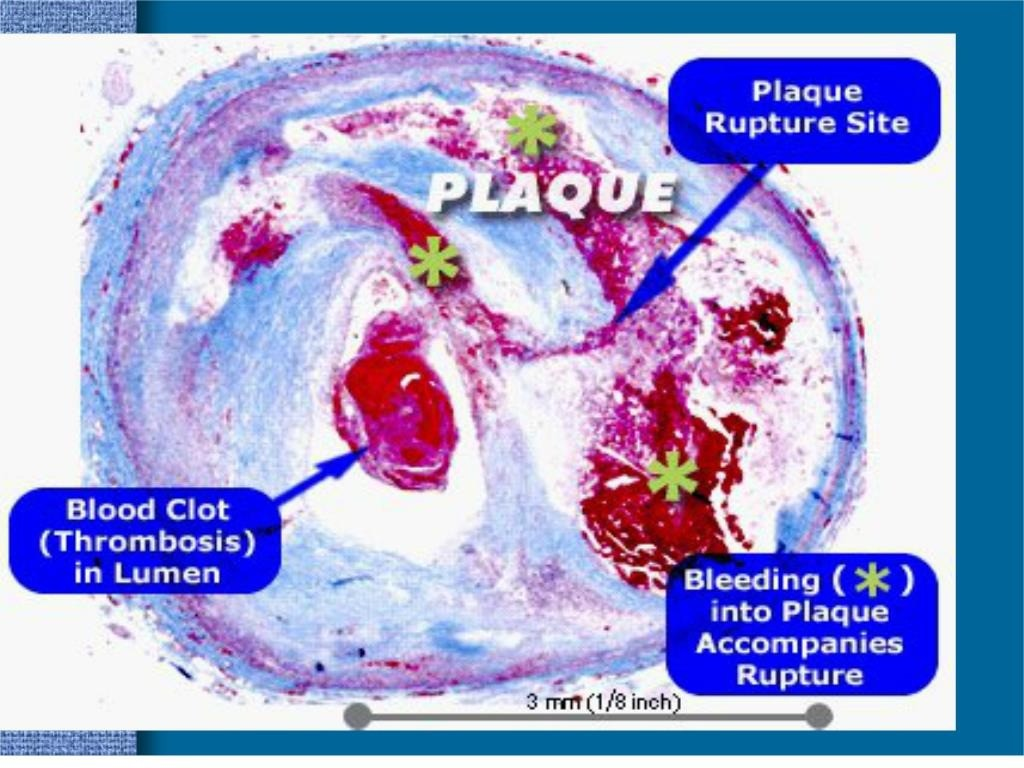 Plaque
Rupture Site
PLAQUE
Blood Clot
(Thrombosis)
in Lumen
Bleeding ( * )
into Plaque
Accompanies
Rupture
3 mm (1/8 inch)